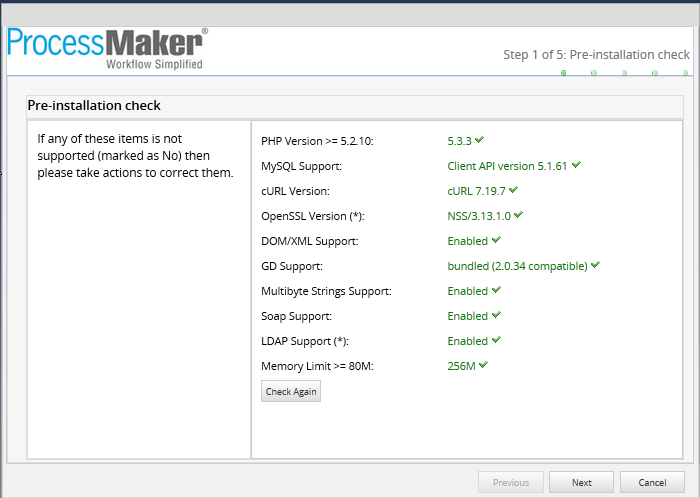 ProcessMaker®
Workflow Simplified
Step 1 of 5: Pre-installation check
Pre-installation check
If any of these items is not
supported (marked as No) then
please take actions to correct them.
PHP Version >= 5.2.10: 5.3.3
MySQL Support: Client API version 5.1.61
cURL Version: cURL 7.19.7
OpenSSL Version (*): NSS/3.13.1.0
DOM/XML Support: Enabled
GD Support: bundled (2.0.34 compatible)
Multibyte Strings Support: Enabled
Soap Support: Enabled
LDAP Support (*): Enabled
Memory Limit >= 80M: 256M
Check Again
Previous Next Cancel